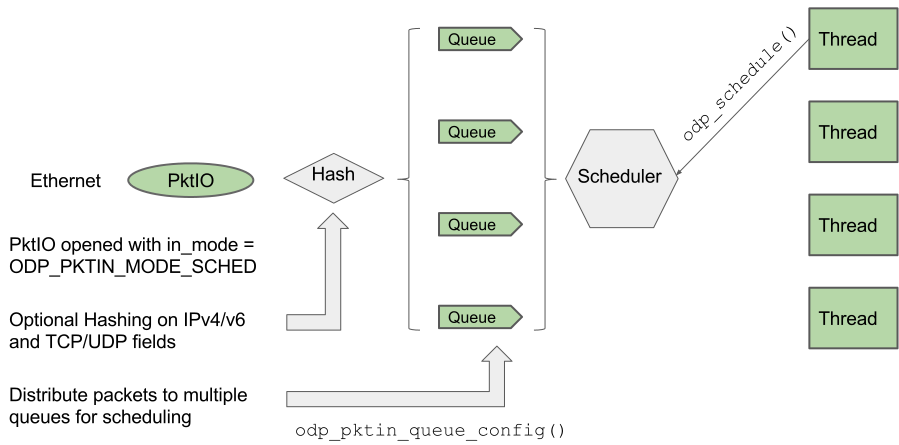 Queue
Thread
odp_schedule()
Queue
Thread
Ethernet
PktIO
Hash
Scheduler
Queue
Thread
PktIO opened with in_mode =
ODP_PKTIN_MODE_SCHED
Optional Hashing on IPv4/v6
and TCP/UDP fields
Queue
Thread
Distribute packets to multiple
queues for scheduling
odp_pktin_queue_config()